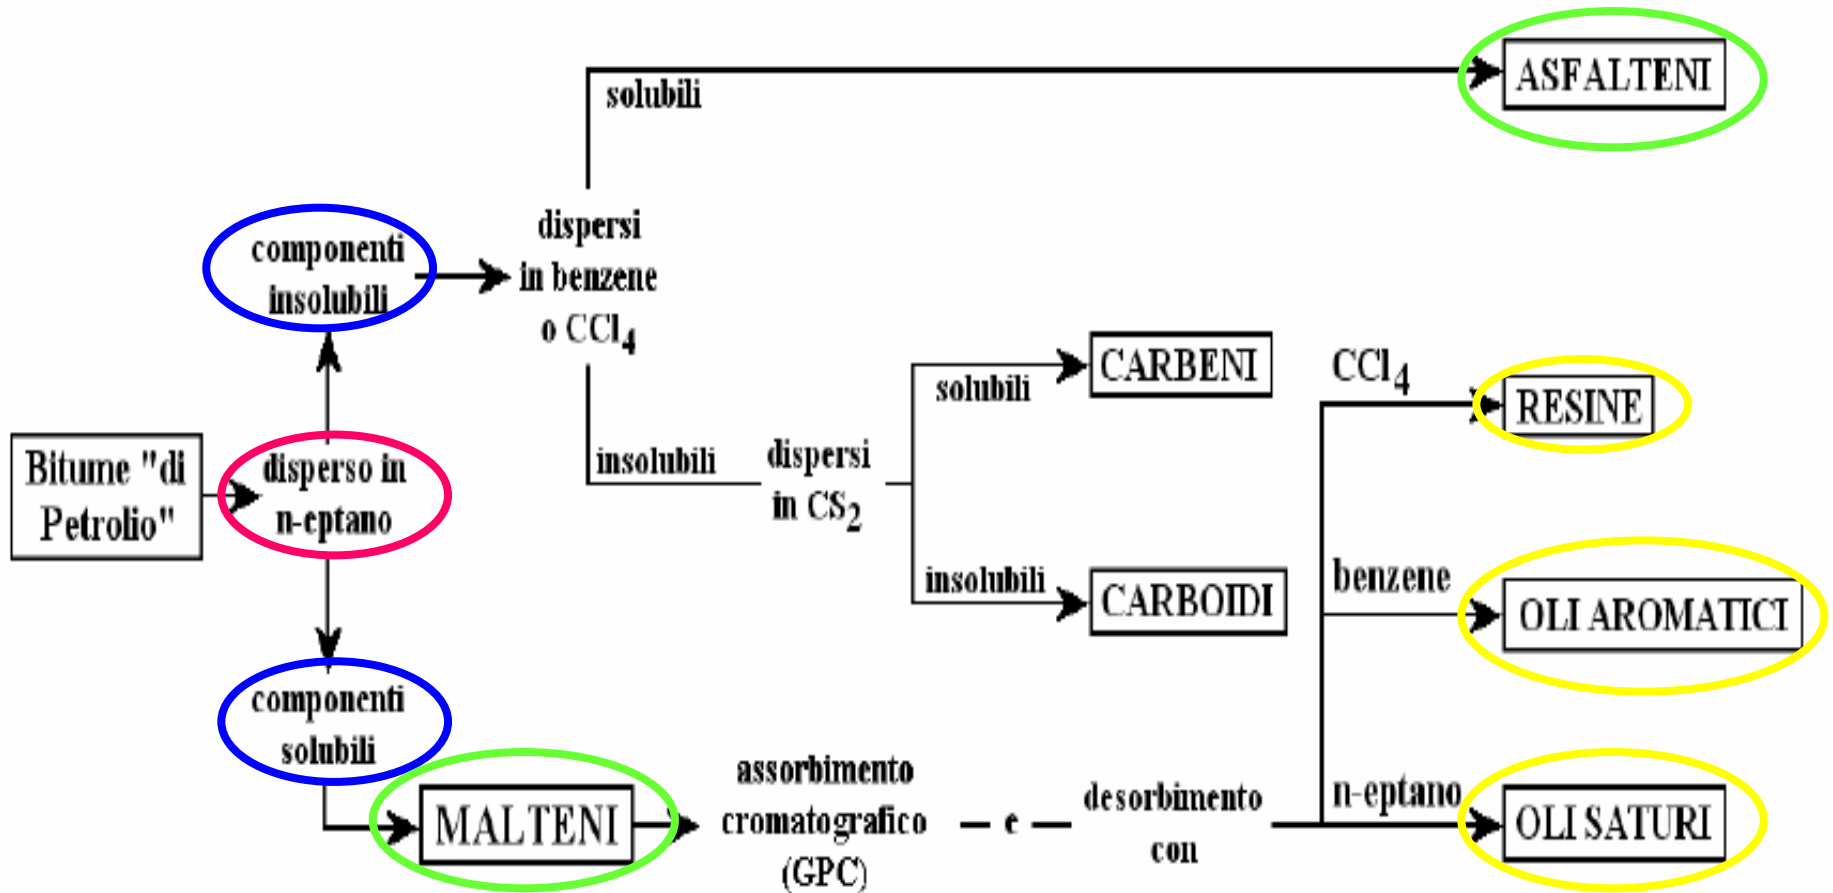 ASFALTENI
solubili
dispersi
in benzene
o CCl4
componenti
insolubili
CCl4
CARBENI
solubili
RESINE
Bitume "di
Petrolio"
disperso in
n-eptano
insolubili
dispersi
in CS2
insolubili
CARBOIDI
benzene
OLI AROMATICI
componenti
solubili
MALTENI
assorbimento
cromatografico
(GPC)
e
desorbimento
con
n-eptano
OLI SATURI